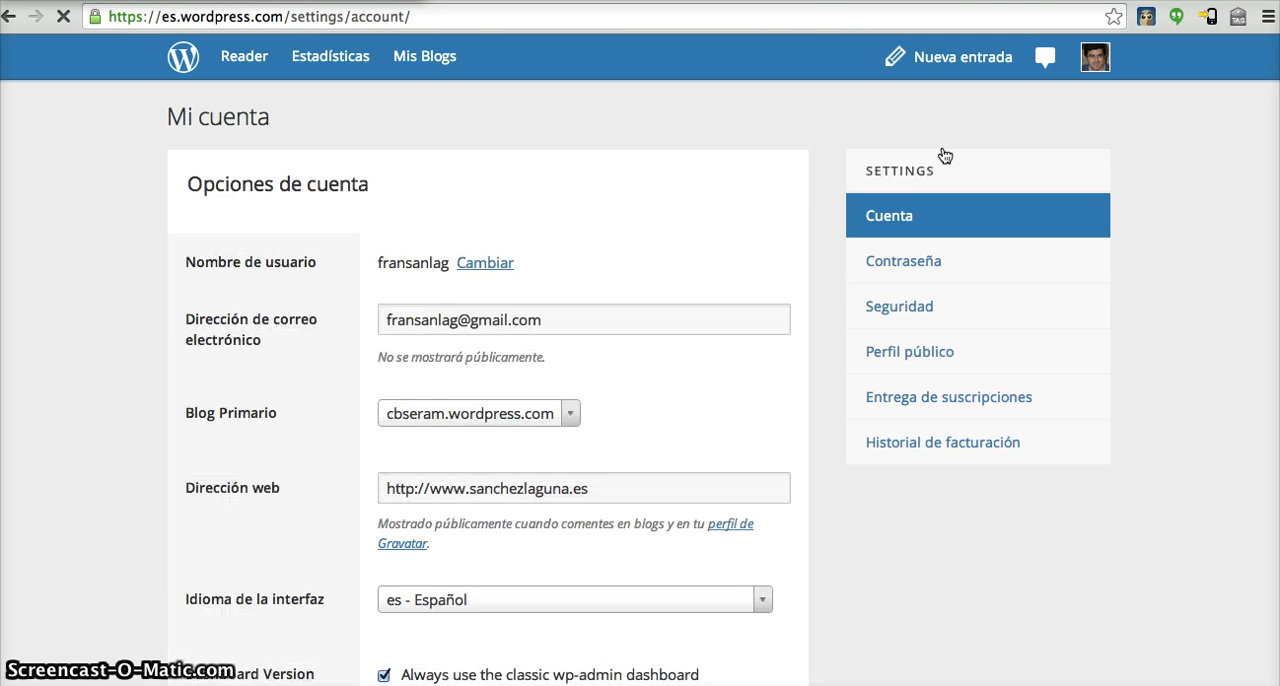 https://es.wordpress.com/settings/account/
TAG
W
Reader
Estadísticas
Mis Blogs
Nueva entrada
Mi cuenta
Opciones de cuenta
Nombre de usuario
fransanlag Cambiar
Dirección de correo
electrónico
fransanlag@gmail.com
No se mostrará públicamente.
Blog Primario
cbseram.wordpress.com
Dirección web
http://www.sanchezlaguna.es
Mostrado públicamente cuando comentes en blogs y en tu perfil de
Gravatar.
Idioma de la interfaz
es - Español
Version
Always use the classic wp-admin dashboard
SETTINGS
Cuenta
Contraseña
Seguridad
Perfil público
Entrega de suscripciones
Historial de facturación
Screencast-O-Matic.com